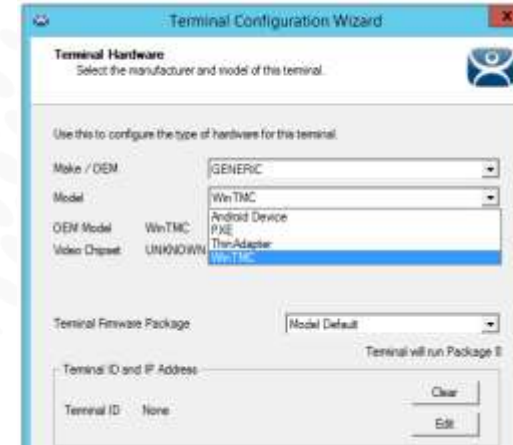 Terminal Configuration Wizard
X
Terminal Hardware
Select the manufacturer and model of this terminal.
Use this to configure the type of hardware for this terminal.
Make / OEM GENERIC
Model WinTMC
Android Device
OEM Model WinTMC PXE
Video Chipset UNKNOWN ThinAdapter
WinTMC
Terminal Firmware Package Model Default
Terminal will run Package
Terminal ID and IP Address
Clear
Terminal ID None
Edit